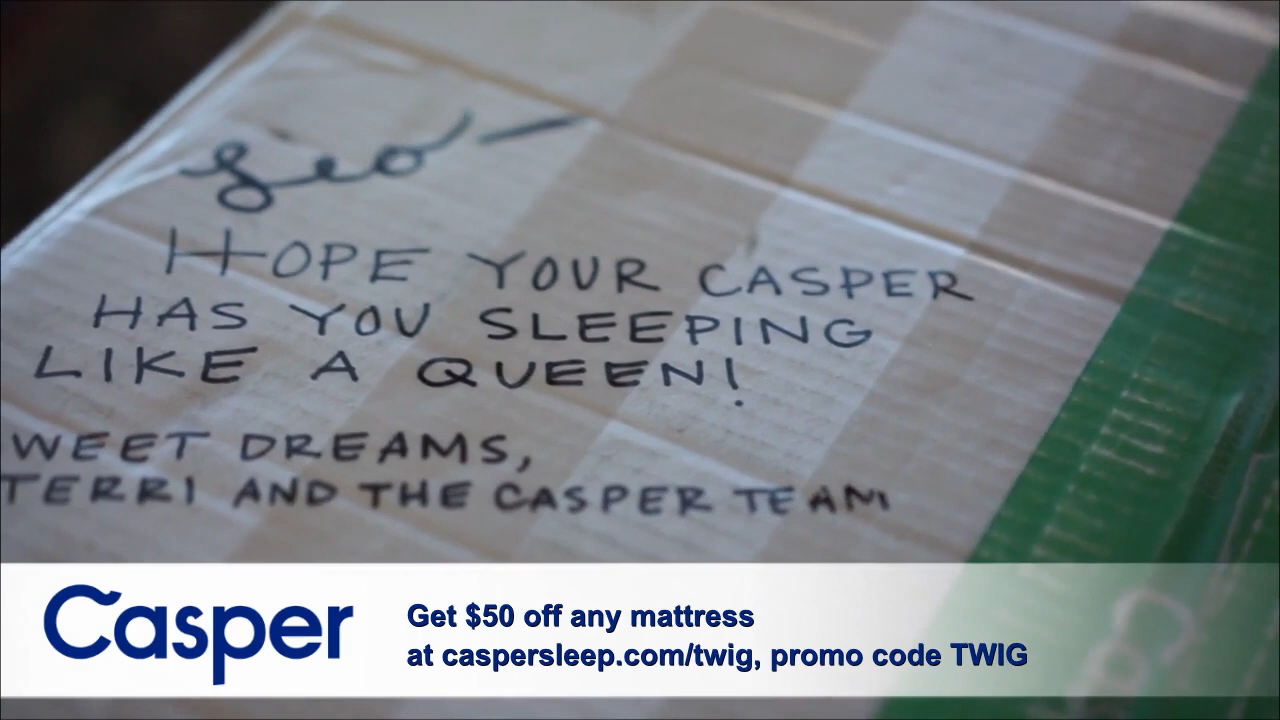 Geo —
HOPE YOUR CASPER
HAS YOU SLEEPING
LIKE A QUEEN!
WEET DREAMS,
TERRI AND THE CASPER TEAM
Casper
Get $50 off any mattress
at caspersleep.com/twig, promo code TWIG